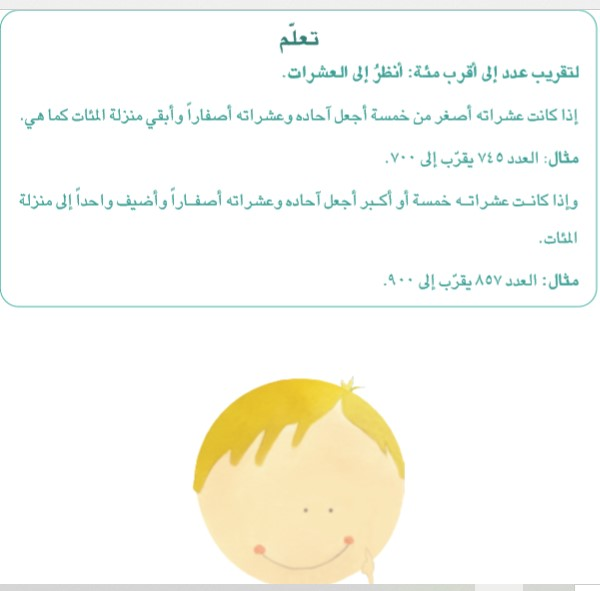 تعلّم
لتقريب عدد إلى أقرب مئة: أنظرُ إلى العشرات.
إذا كانت عشراته أصغر من خمسة أجعل آحاده وعشراته أصفاراً وأبقي منزلة المئات كما هي.
مثال: العدد ٧٤٥ يقرّب إلى ٧٠٠.
وإذا كانت عشراته خمسة أو أكبر أجعل آحاده وعشراته أصفاراً وأضيف واحداً إلى منزلة
المئات.
مثال: العدد ٨٥٧ يقرّب إلى ٩٠٠.